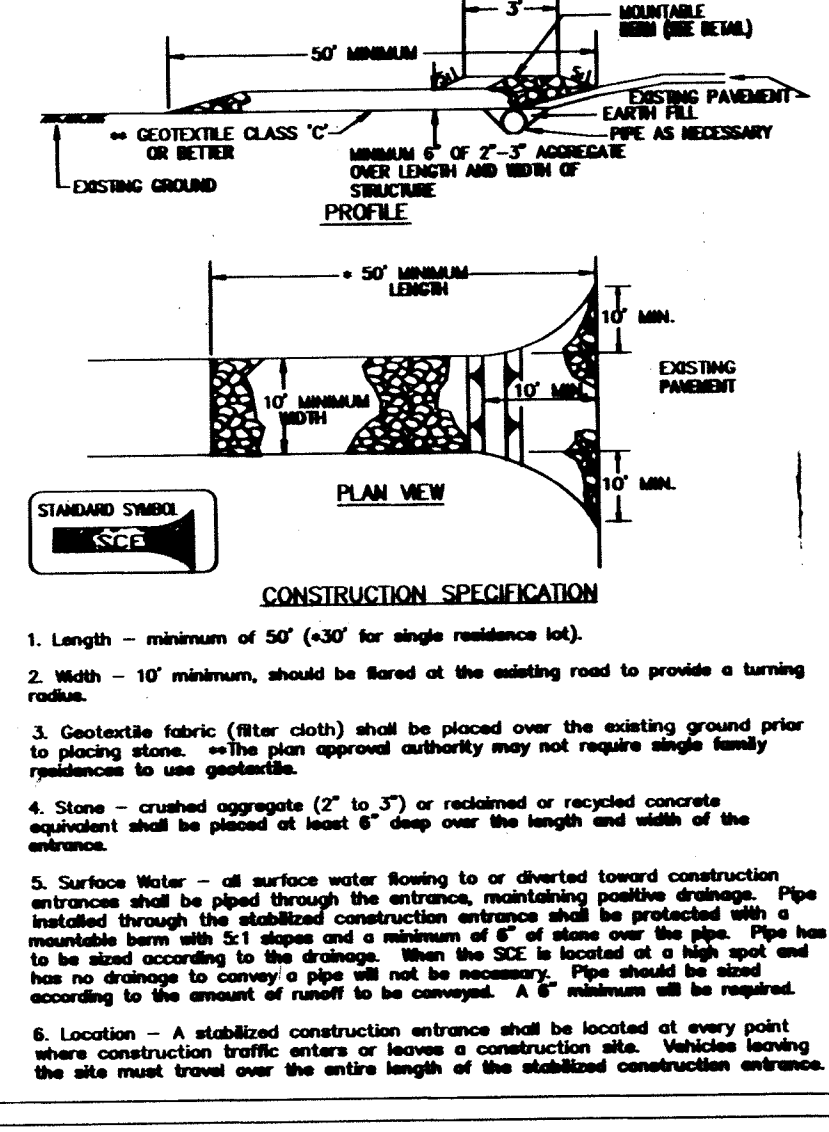 3'
MOUNTABLE
BERM (SEE DETAIL)
50' MINIMUM
5:1
5:1
EXISTING PAVEMENT
EARTH FILL
** GEOTEXTILE CLASS 'C'
OR BETTER
PIPE AS NECESSARY
MINIMUM 6" OF 2"-3" AGGREGATE
OVER LENGTH AND WIDTH OF
STRUCTURE
EXISTING GROUND
PROFILE
* 50' MINIMUM
LENGTH
10' MIN.
EXISTING
PAVEMENT
10' MINIMUM
WIDTH
10' MIN.
10' MIN.
PLAN VIEW
STANDARD SYMBOL
SCE
CONSTRUCTION SPECIFICATION
1. Length – minimum of 50' (*30' for single residence lot).
2. Width – 10' minimum, should be flared at the existing road to provide a turning
radius.
3. Geotextile fabric (filter cloth) shall be placed over the existing ground prior
to placing stone. **The plan approval authority may not require single family
residences to use geotextile.
4. Stone – crushed aggregate (2" to 3") or reclaimed or recycled concrete
equivalent shall be placed at least 6" deep over the length and width of the
entrance.
5. Surface Water – all surface water flowing to or diverted toward construction
entrances shall be piped through the entrance, maintaining positive drainage. Pipe
installed through the stabilized construction entrance shall be protected with a
mountable berm with 5:1 slopes and a minimum of 6" of stone over the pipe. Pipe has
to be sized according to the drainage. When the SCE is located at a high spot and
has no drainage to convey a pipe will not be necessary. Pipe should be sized
according to the amount of runoff to be conveyed. A 6" minimum will be required.
6. Location – A stabilized construction entrance shall be located at every point
where construction traffic enters or leaves a construction site. Vehicles leaving
the site must travel over the entire length of the stabilized construction entrance.